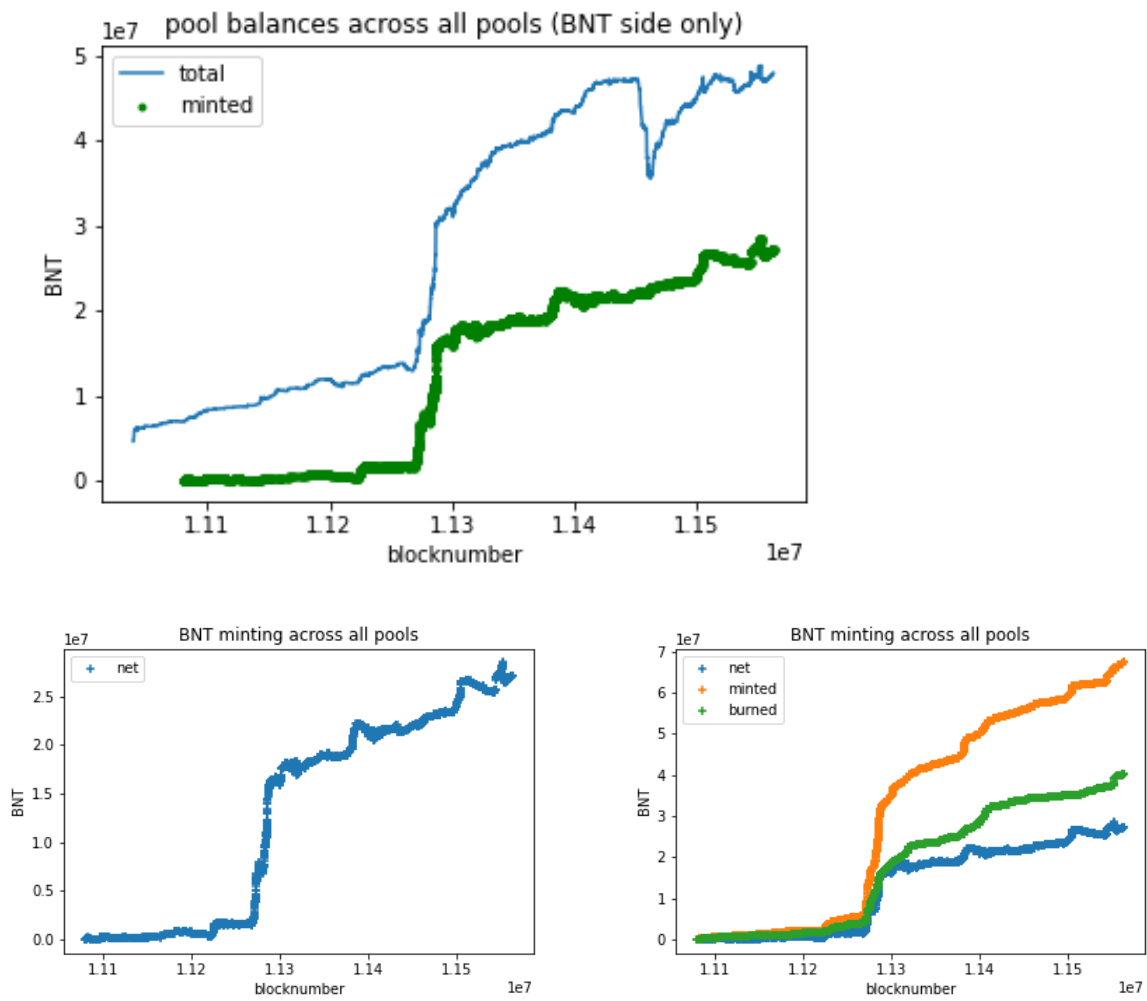 pool balances across all pools (BNT side only)
1e7
total
minted
5
4
3
2
1
0
BNT
1.11 1.12 1.13 1.14 1.15
blocknumber
1e7
BNT minting across all pools
1e7
net
2.5
2.0
1.5
1.0
0.5
0.0
BNT
1.11 1.12 1.13 1.14 1.15
blocknumber
1e7
BNT minting across all pools
1e7
net
minted
burned
7
6
5
4
3
2
1
0
BNT
1.11 1.12 1.13 1.14 1.15
blocknumber
1e7